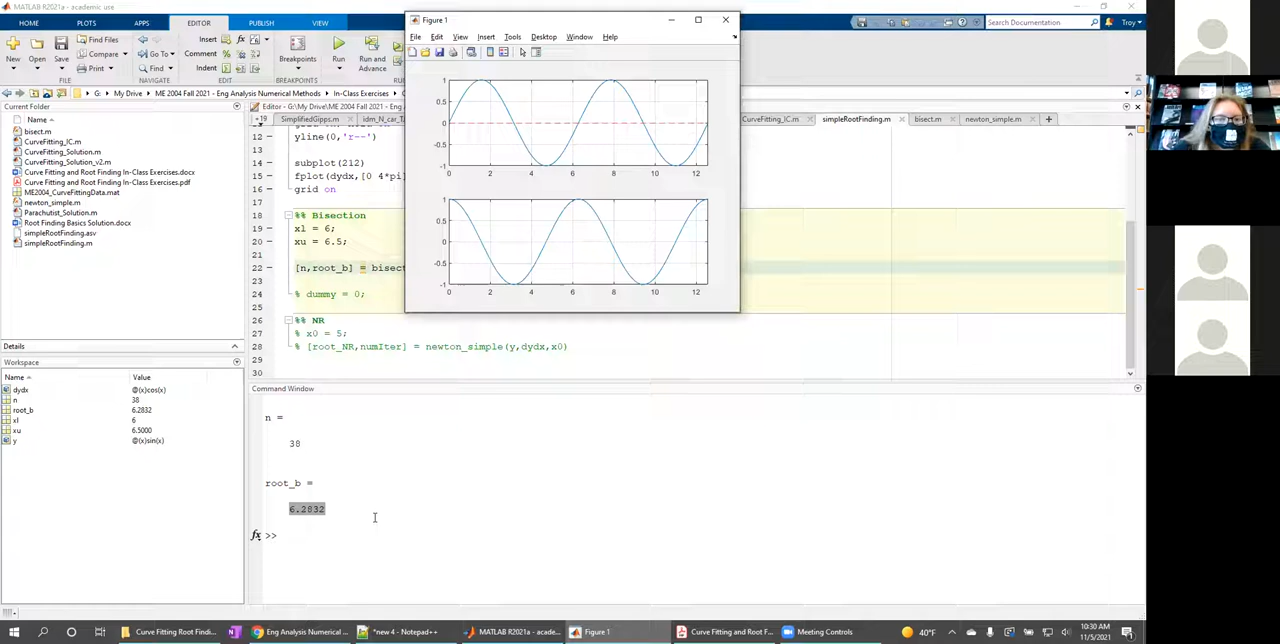 MATLAB R2021a - academic use
HOME PLOTS APPS EDITOR PUBLISH VIEW
Search Documentation
Troy
New Open Save
Find Files
Compare
Print
Go To
Find
Insert
Comment
Indent
Breakpoints
Run
Run and
Advance
FILE NAVIGATE EDIT BREAKPOINTS
G: My Drive ME 2004 Fall 2021 - Eng Analysis Numerical Methods In-Class Exercises
Current Folder
Name
bisect.m
CurveFitting_IC.m
CurveFitting_Solution.m
CurveFitting_Solution_v2.m
Curve Fitting and Root Finding In-Class Exercises.docx
Curve Fitting and Root Finding In-Class Exercises.pdf
ME2004_CurveFittingData.mat
newton_simple.m
Parachutist_Solution.m
Root Finding Basics Solution.docx
simpleRootFinding.asv
simpleRootFinding.m
Details
Workspace
Name Value
dydx @(x)cos(x)
n 38
root_b 6.2832
xl 6
xu 6.5000
y @(x)sin(x)
+19 SimplifiedGipps.m
CurveFitting_IC.m simpleRootFinding.m bisect.m newton_simple.m
12 yline(0,'r--')
13
14 subplot(212)
15 fplot(dydx,[0 4*pi]
16 grid on
17
18 %% Bisection
19 xl = 6;
20 xu = 6.5;
21
22 [n,root_b] = bisect
23
24 % dummy = 0;
25
26 %% NR
27 % x0 = 5;
28 % [root_NR,numIter] = newton_simple(y,dydx,x0)
29
30
Figure 1
File Edit View Insert Tools Desktop Window Help
1
0.5
0
-0.5
-1
0 2 4 6 8 10 12
1
0.5
0
-0.5
-1
0 2 4 6 8 10 12
Command Window
n =
38
root_b =
6.2832
fx >>
Curve Fitting Root Findi...
Eng Analysis Numerical ...
*new 4 - Notepad++
MATLAB R2021a - acade...
Figure 1
Curve Fitting and Root F...
Meeting Controls
40°F
10:30 AM
11/5/2021